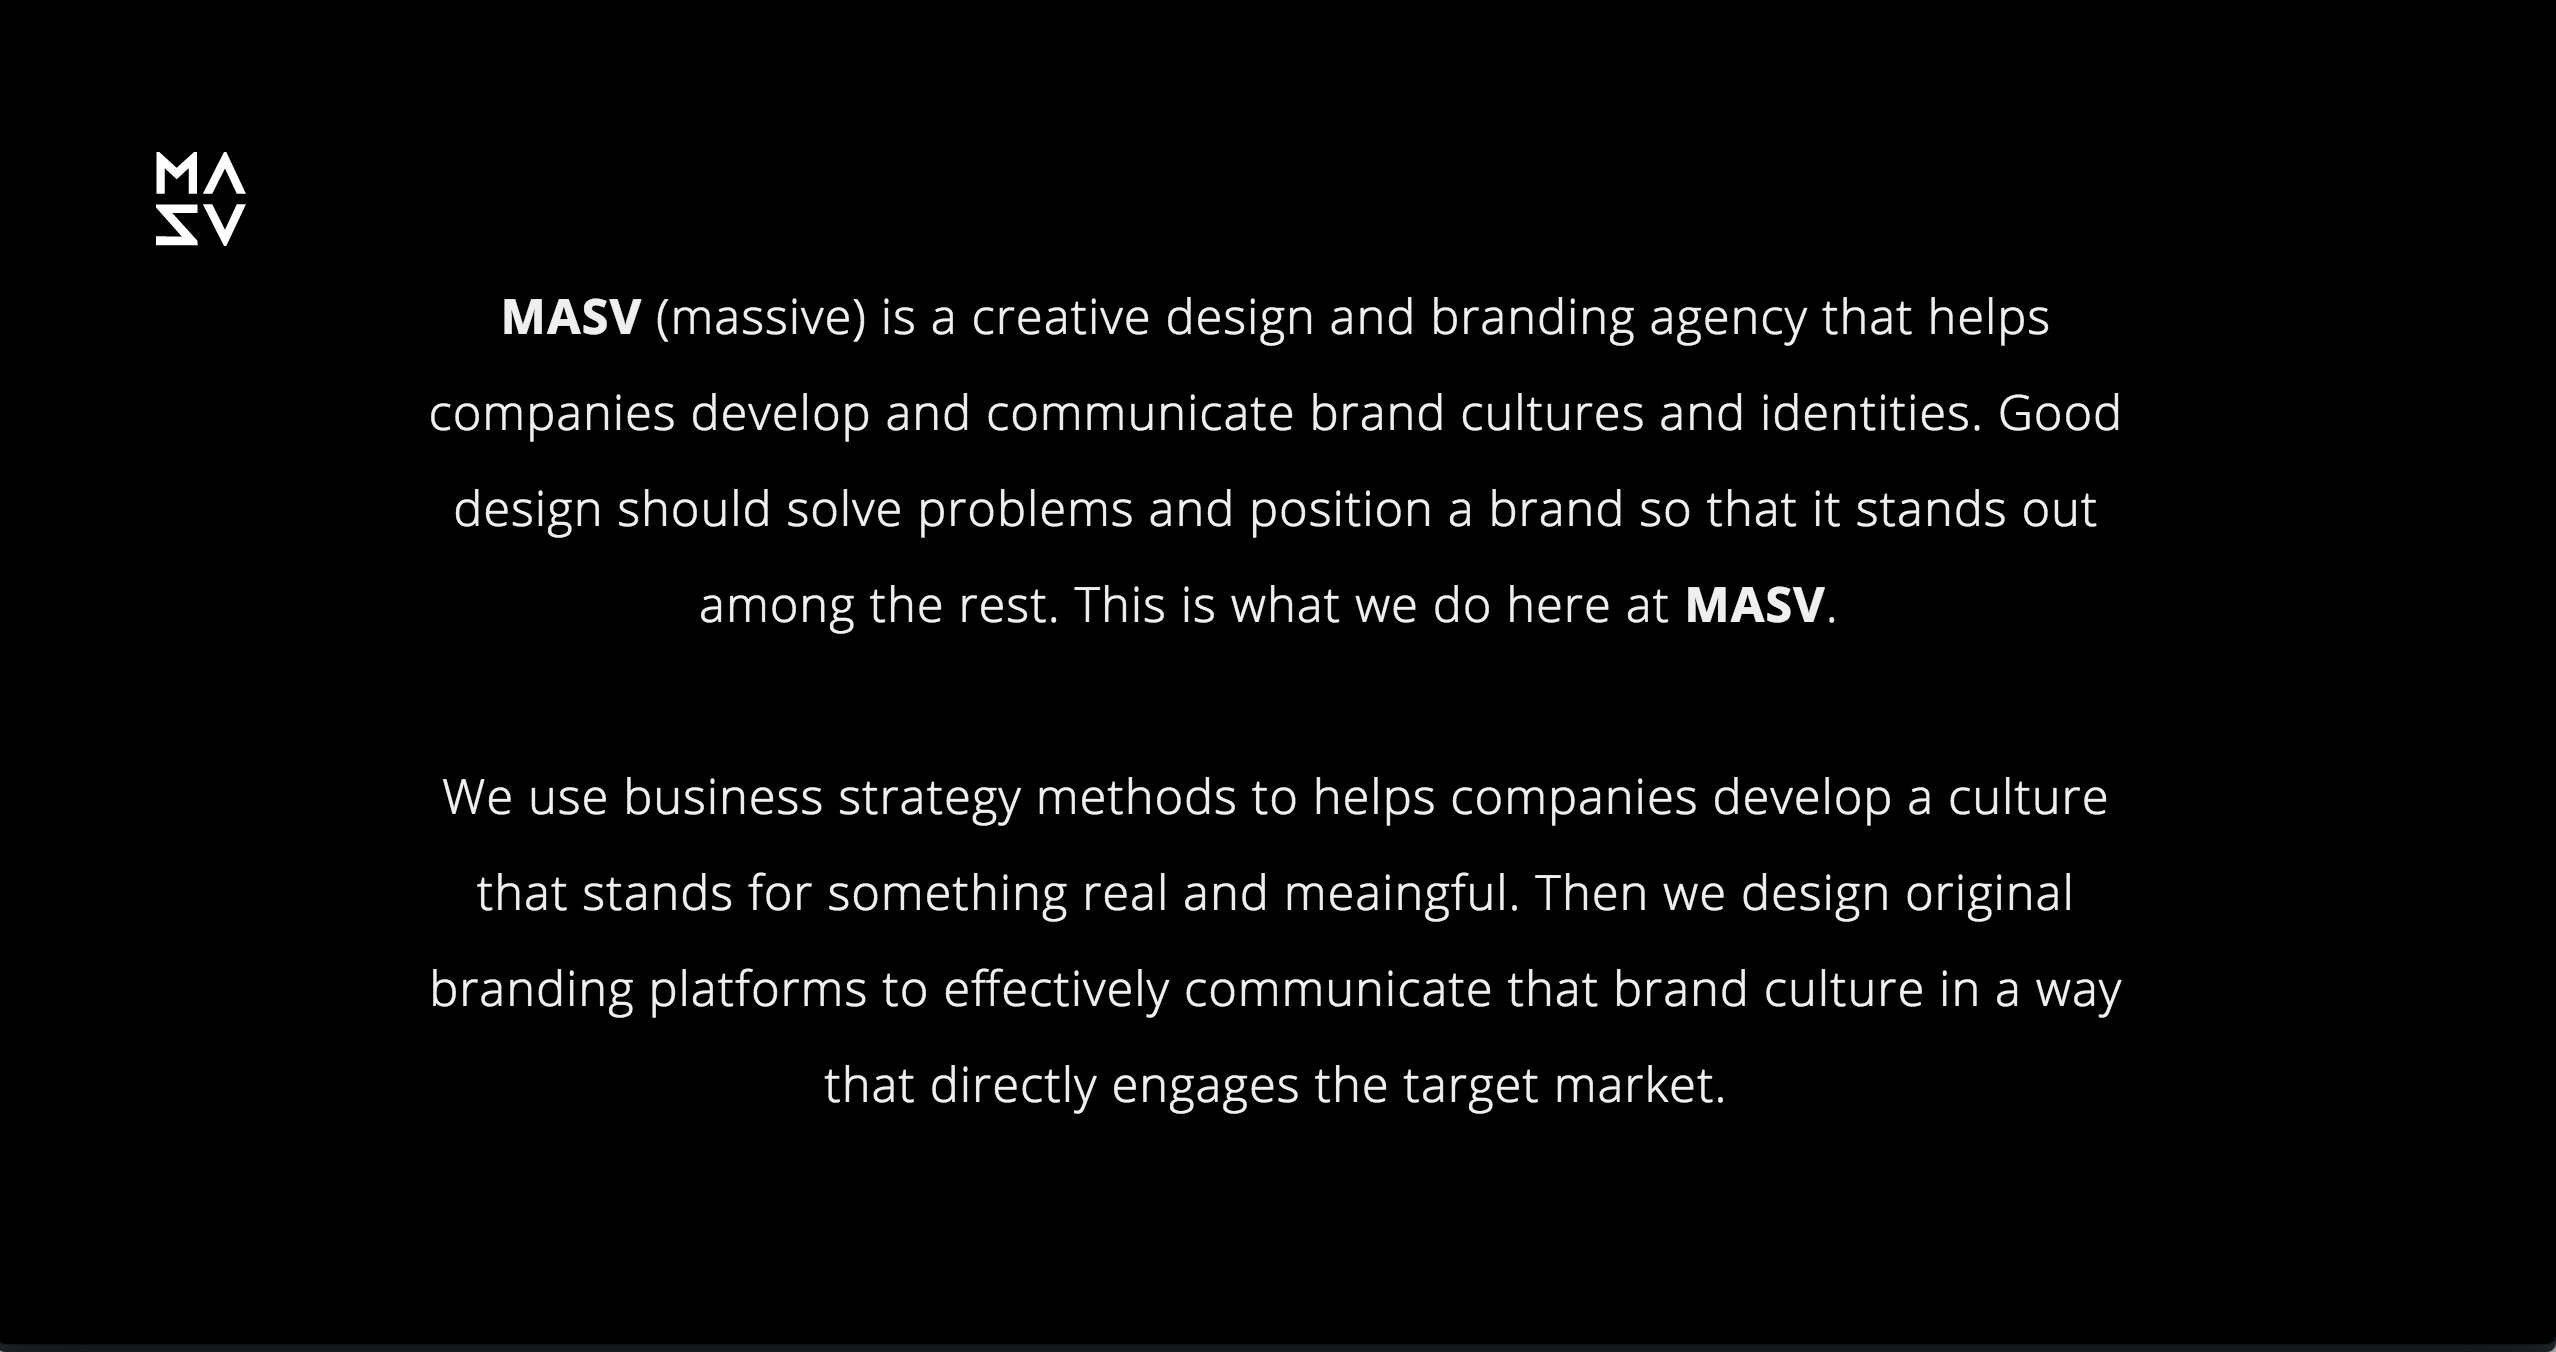 MA
SV
MASV (massive) is a creative design and branding agency that helps
companies develop and communicate brand cultures and identities. Good
design should solve problems and position a brand so that it stands out
among the rest. This is what we do here at MASV.
We use business strategy methods to helps companies develop a culture
that stands for something real and meaingful. Then we design original
branding platforms to effectively communicate that brand culture in a way
that directly engages the target market.